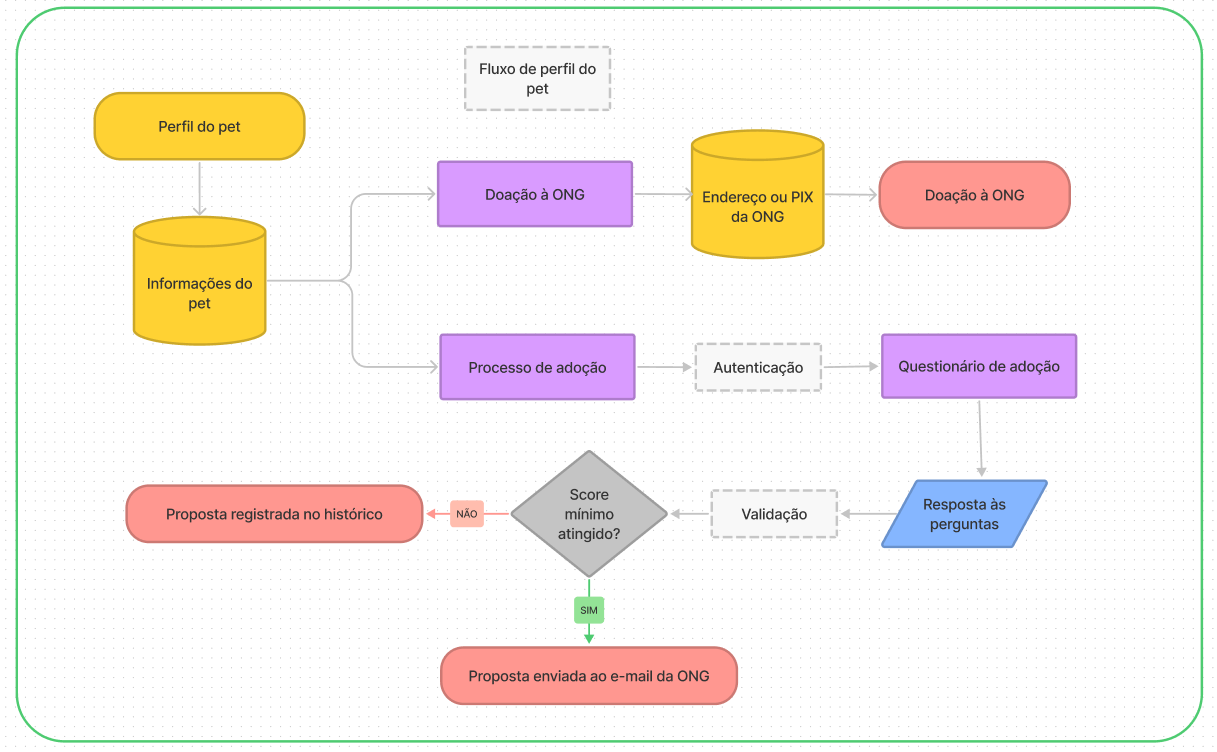 Fluxo de perfil do
pet
Perfil do pet
Informações do
pet
Doação à ONG
Endereço ou PIX
da ONG
Doação à ONG
Processo de adoção
Autenticação
Questionário de adoção
Resposta às
perguntas
Validação
Score
mínimo
atingido?
NÃO
Proposta registrada no histórico
SIM
Proposta enviada ao e-mail da ONG